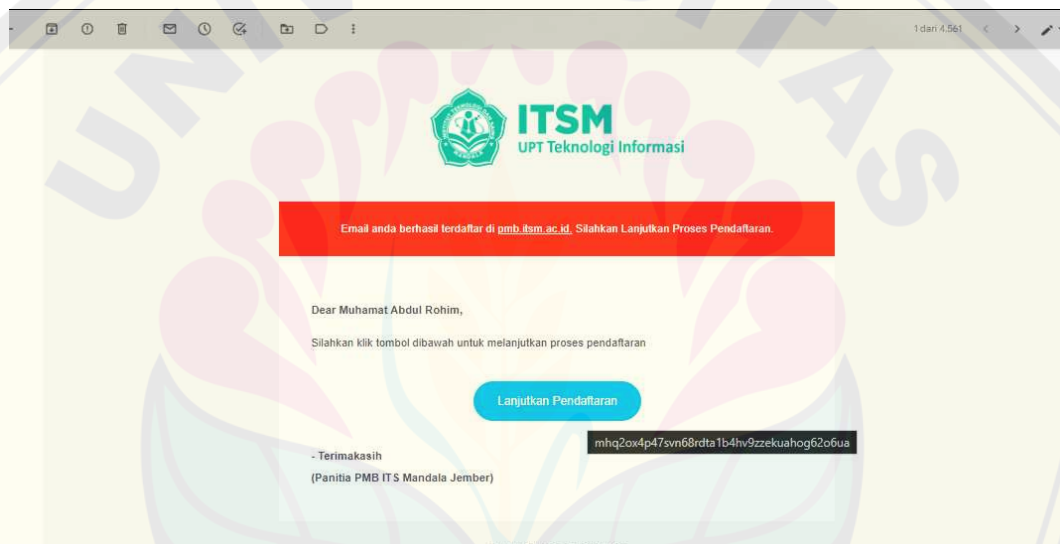 1 dari 4.561
ITSM
UPT Teknologi Informasi
Email anda berhasil terdaftar di pmb.itsm.ac.id. Silahkan Lanjutkan Proses Pendaftaran.
Dear Muhamat Abdul Rohim,
Silahkan klik tombol dibawah untuk melanjutkan proses pendaftaran
Lanjutkan Pendaftaran
mhq2ox4p47svn68rdta1b4hv9zzekuahog62o6ua
- Terimakasih
(Panitia PMB ITS Mandala Jember)